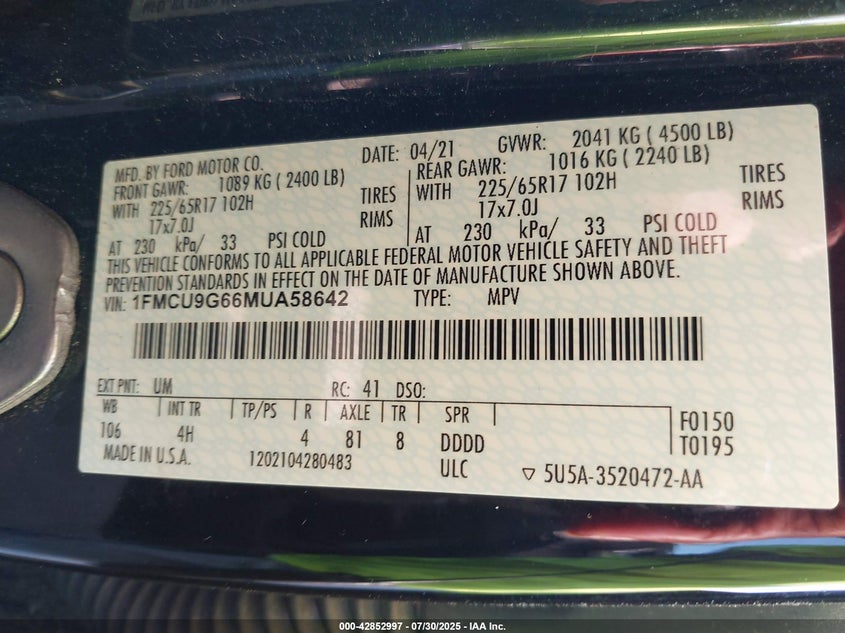 MFD. BY FORD MOTOR CO. DATE: 04/21 GVWR: 2041 KG ( 4500 LB)
FRONT GAWR: 1089 KG ( 2400 LB) REAR GAWR: 1016 KG ( 2240 LB)
WITH 225/65R17 102H TIRES WITH 225/65R17 102H TIRES
17x7.0J RIMS 17x7.0J RIMS
AT 230 kPa/ 33 PSI COLD AT 230 kPa/ 33 PSI COLD
THIS VEHICLE CONFORMS TO ALL APPLICABLE FEDERAL MOTOR VEHICLE SAFETY AND THEFT
PREVENTION STANDARDS IN EFFECT ON THE DATE OF MANUFACTURE SHOWN ABOVE.
VIN: 1FMCU9G66MUA58642 TYPE: MPV
EXT PNT: UM RC: 41 DSO:
WB INT TR TP/PS R AXLE TR SPR F0150
106 4H 4 81 8 DDDD T0195
MADE IN U.S.A. 1202104280483 ULC ▽ 5U5A-3520472-AA
000-42852997 - 07/30/2025 - IAA Inc.